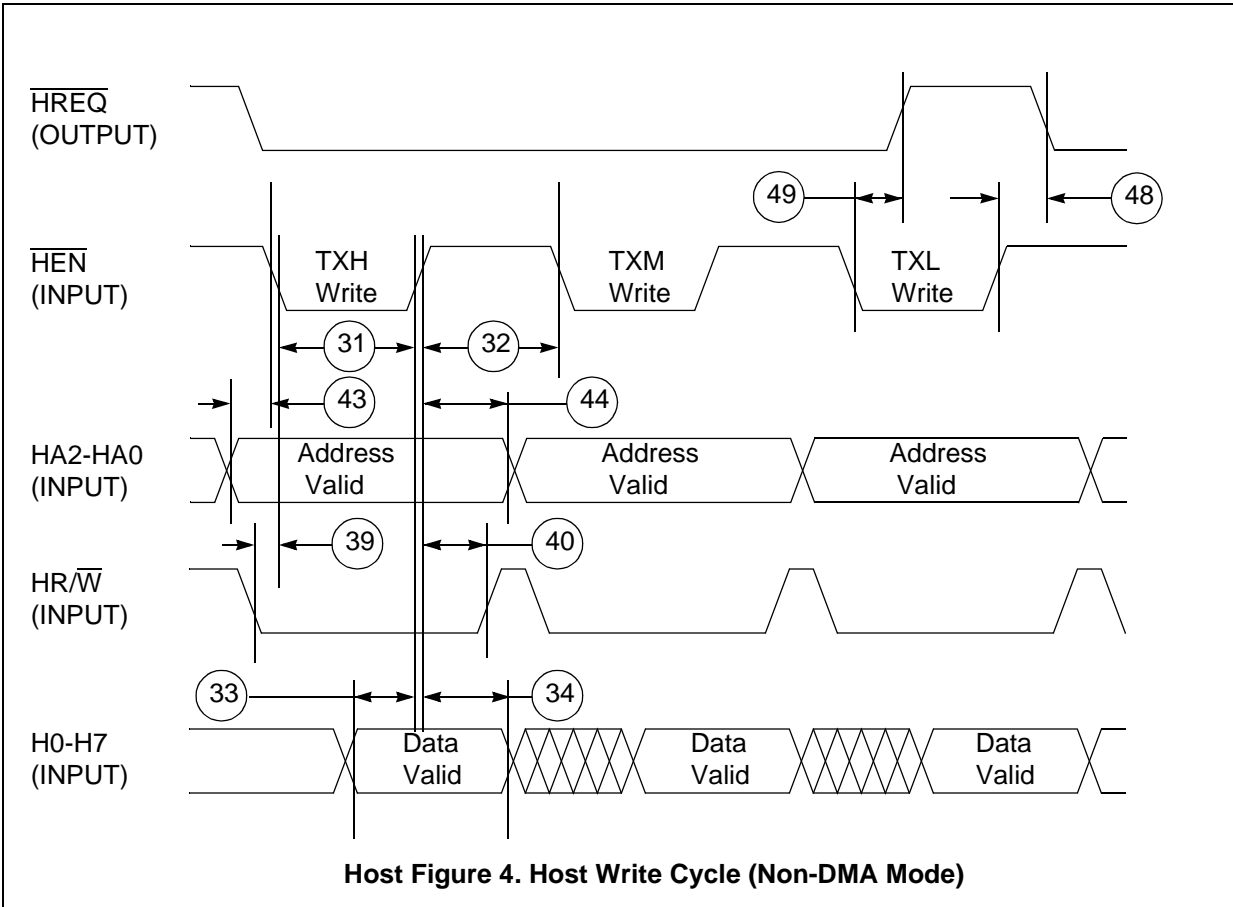 HREQ
(OUTPUT)
49
48
HEN
(INPUT)
TXH
Write
TXM
Write
TXL
Write
31
32
43
44
HA2-HA0
(INPUT)
Address
Valid
Address
Valid
Address
Valid
39
40
HR/W
(INPUT)
33
34
H0-H7
(INPUT)
Data
Valid
Data
Valid
Data
Valid
Host Figure 4. Host Write Cycle (Non-DMA Mode)